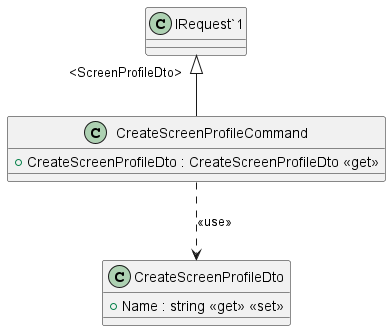 C IRequest`1
<ScreenProfileDto>
C CreateScreenProfileCommand
CreateScreenProfileDto : CreateScreenProfileDto «get»
«use»
C CreateScreenProfileDto
Name : string «get» «set»